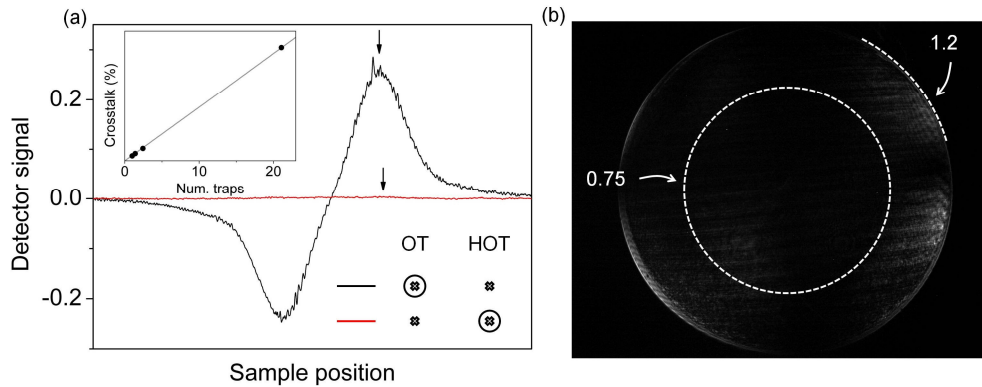 (a)
(b)
Crosstalk (%)
0
10
20
Num. traps
Detector signal
0.2
0.0
-0.2
OT HOT
Sample position
1.2
0.75